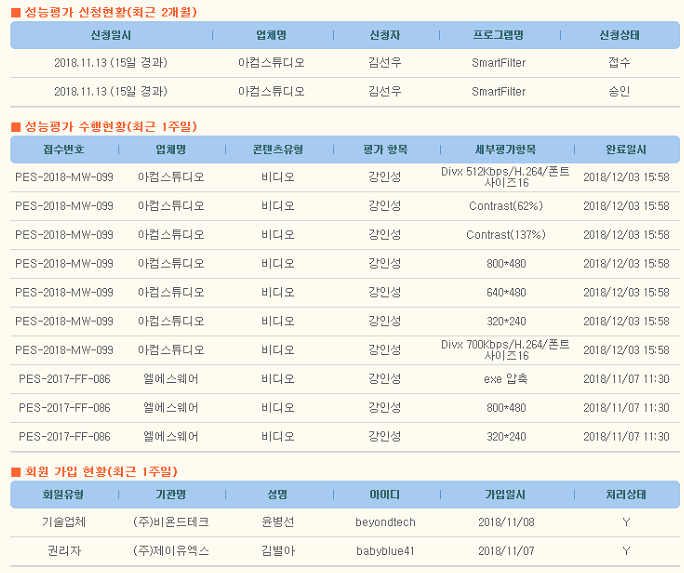 ■ 성능평가 신청현황(최근 2개월)
신청일시 업체명 신청자 프로그램명 신청상태
2018.11.13 (15일 경과) 아컴스튜디오 김선우 SmartFilter 접수
2018.11.13 (15일 경과) 아컴스튜디오 김선우 SmartFilter 승인
■ 성능평가 수행현황(최근 1주일)
접수번호 업체명 콘텐츠유형 평가 항목 세부평가항목 완료일시
PES-2018-MW-099 아컴스튜디오 비디오 강인성 Divx 512Kbps/H.264/폰트 사이즈16 2018/12/03 15:58
PES-2018-MW-099 아컴스튜디오 비디오 강인성 Contrast(62%) 2018/12/03 15:58
PES-2018-MW-099 아컴스튜디오 비디오 강인성 Contrast(137%) 2018/12/03 15:58
PES-2018-MW-099 아컴스튜디오 비디오 강인성 800*480 2018/12/03 15:58
PES-2018-MW-099 아컴스튜디오 비디오 강인성 640*480 2018/12/03 15:58
PES-2018-MW-099 아컴스튜디오 비디오 강인성 320*240 2018/12/03 15:58
PES-2018-MW-099 아컴스튜디오 비디오 강인성 Divx 700Kbps/H.264/폰트 사이즈16 2018/12/03 15:58
PES-2017-FF-086 엘에스웨어 비디오 강인성 exe 압축 2018/11/07 11:30
PES-2017-FF-086 엘에스웨어 비디오 강인성 800*480 2018/11/07 11:30
PES-2017-FF-086 엘에스웨어 비디오 강인성 320*240 2018/11/07 11:30
■ 회원 가입 현황(최근 1주일)
회원유형 기관명 성명 아이디 가입일시 처리상태
기술업체 (주)비욘드테크 윤병선 beyondtech 2018/11/08 Y
권리자 (주)제이유엑스 김별아 babyblue41 2018/11/07 Y